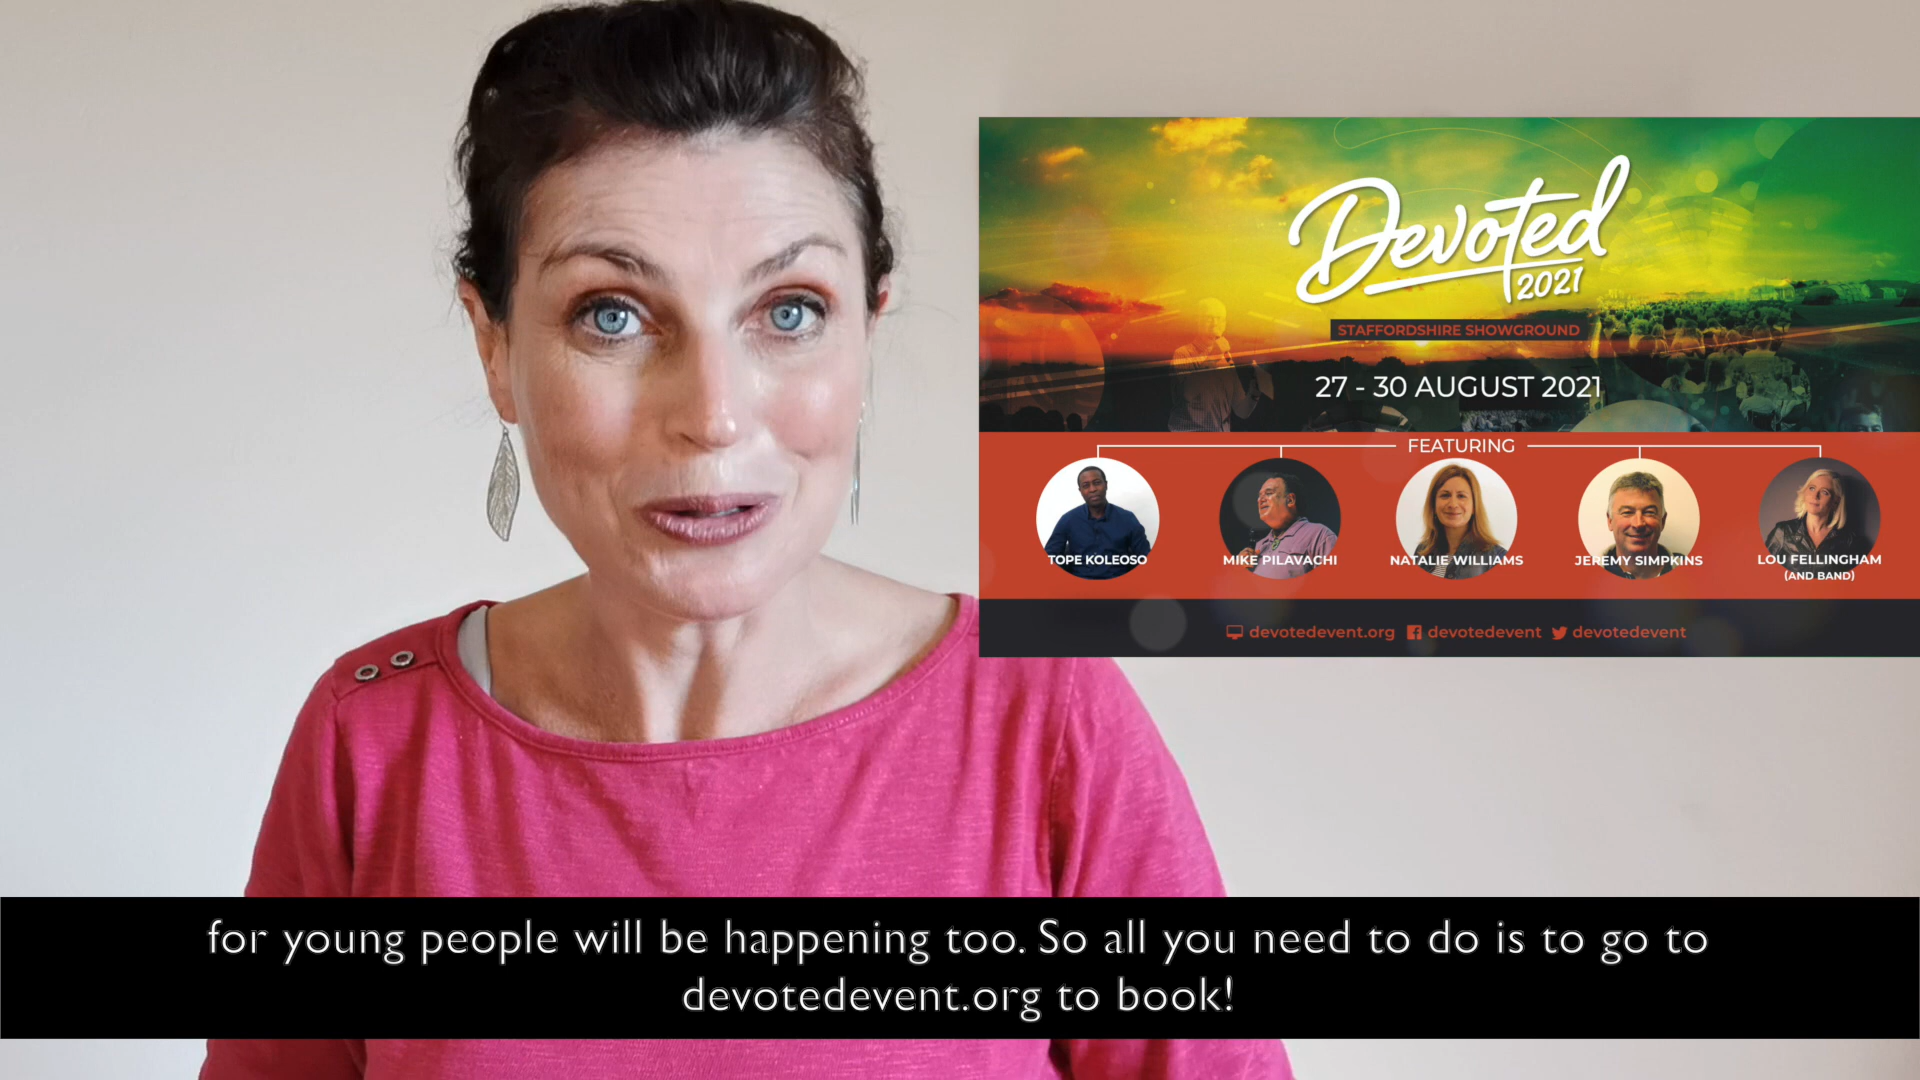 Devoted
2021
STAFFORDSHIRE SHOWGROUND
27 - 30 AUGUST 2021
FEATURING
TOPE KOLEOSO
MIKE PILAVACHI
NATALIE WILLIAMS
JEREMY SIMPKINS
LOU FELLINGHAM
(AND BAND)
devotedevent.org devotedevent devotedevent
for young people will be happening too. So all you need to do is to go to
devotedevent.org to book!